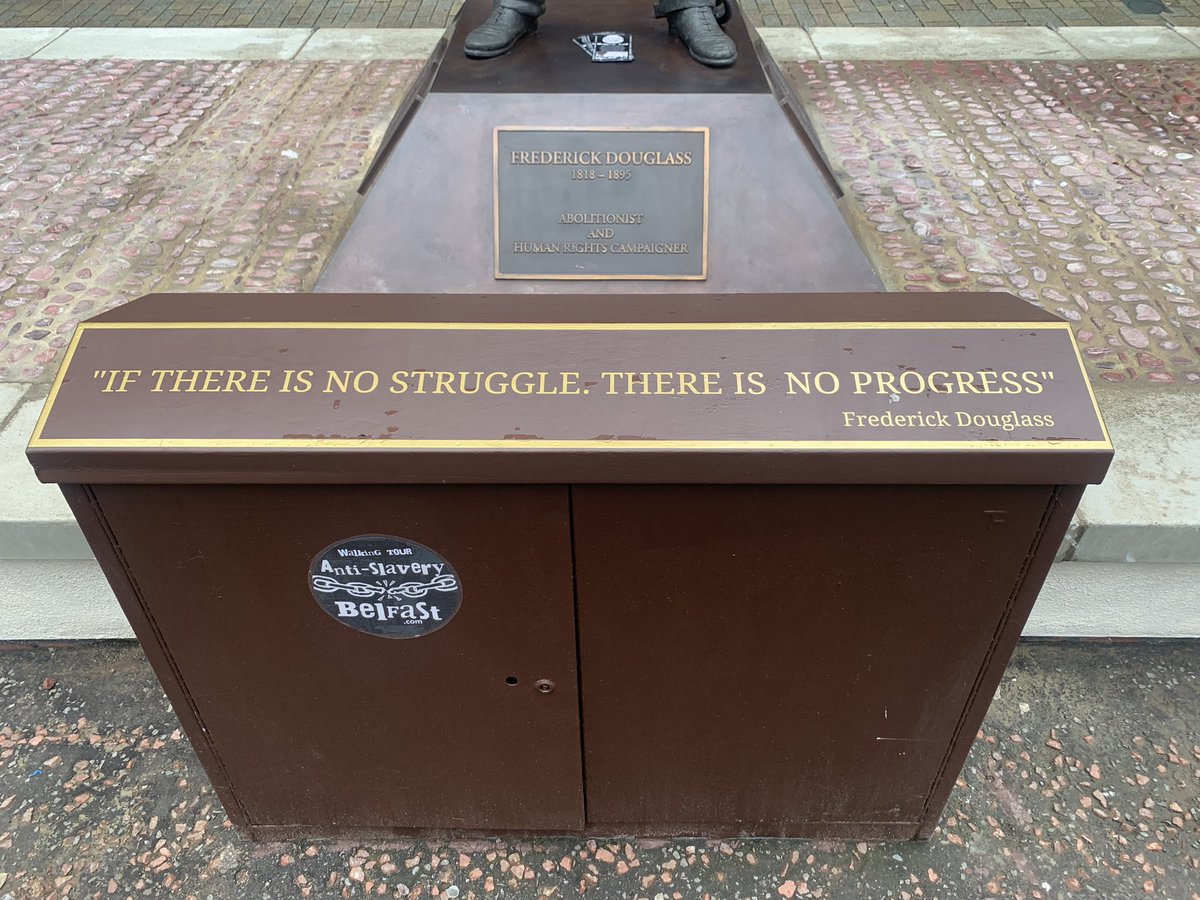 FREDERICK DOUGLASS
1818 – 1895
ABOLITIONIST
AND
HUMAN RIGHTS CAMPAIGNER
"IF THERE IS NO STRUGGLE. THERE IS NO PROGRESS"
Frederick Douglass
Walking TOUR
Anti-Slavery
Belfast
.com